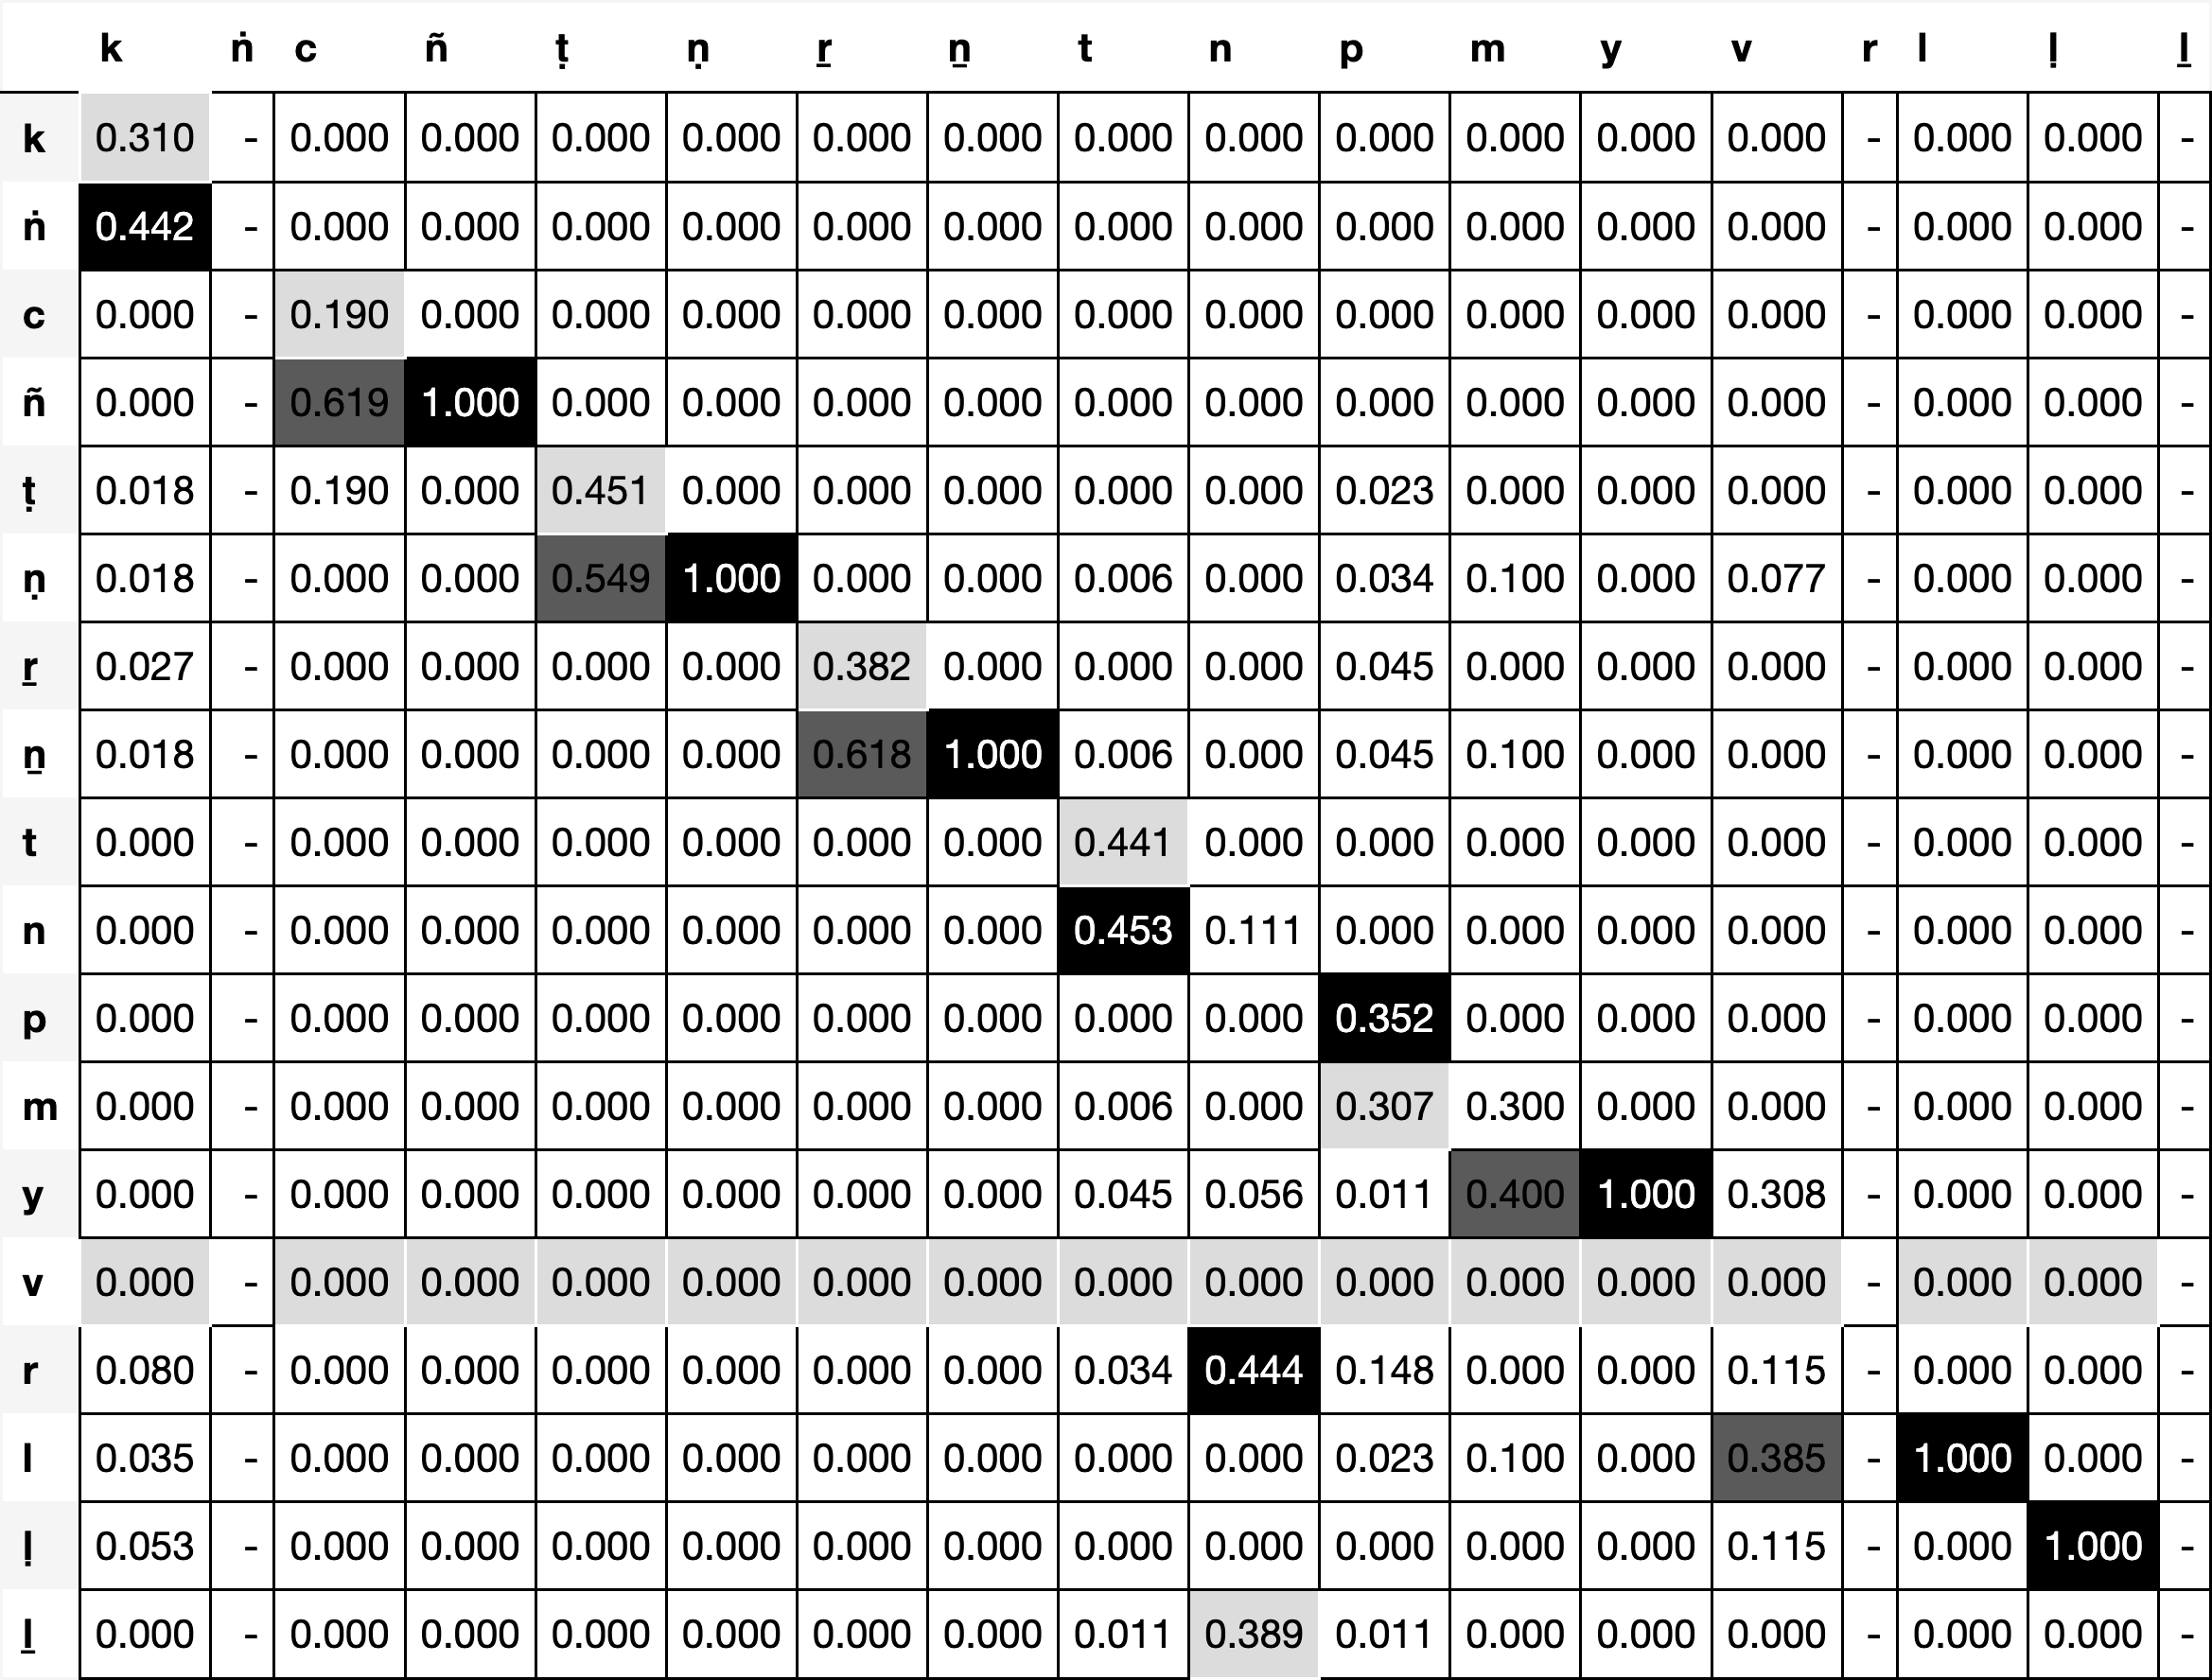 k ṅ c ñ ṭ ṇ ṟ ṉ t n p m y v r l ḷ ḻ
k 0.310 - 0.000 0.000 0.000 0.000 0.000 0.000 0.000 0.000 0.000 0.000 0.000 0.000 - 0.000 0.000 -
ṅ 0.442 - 0.000 0.000 0.000 0.000 0.000 0.000 0.000 0.000 0.000 0.000 0.000 0.000 - 0.000 0.000 -
c 0.000 - 0.190 0.000 0.000 0.000 0.000 0.000 0.000 0.000 0.000 0.000 0.000 0.000 - 0.000 0.000 -
ñ 0.000 - 0.619 1.000 0.000 0.000 0.000 0.000 0.000 0.000 0.000 0.000 0.000 0.000 - 0.000 0.000 -
ṭ 0.018 - 0.190 0.000 0.451 0.000 0.000 0.000 0.000 0.000 0.023 0.000 0.000 0.000 - 0.000 0.000 -
ṇ 0.018 - 0.000 0.000 0.549 1.000 0.000 0.000 0.006 0.000 0.034 0.100 0.000 0.077 - 0.000 0.000 -
ṟ 0.027 - 0.000 0.000 0.000 0.000 0.382 0.000 0.000 0.000 0.045 0.000 0.000 0.000 - 0.000 0.000 -
ṉ 0.018 - 0.000 0.000 0.000 0.000 0.618 1.000 0.006 0.000 0.045 0.100 0.000 0.000 - 0.000 0.000 -
t 0.000 - 0.000 0.000 0.000 0.000 0.000 0.000 0.441 0.000 0.000 0.000 0.000 0.000 - 0.000 0.000 -
n 0.000 - 0.000 0.000 0.000 0.000 0.000 0.000 0.453 0.111 0.000 0.000 0.000 0.000 - 0.000 0.000 -
p 0.000 - 0.000 0.000 0.000 0.000 0.000 0.000 0.000 0.000 0.352 0.000 0.000 0.000 - 0.000 0.000 -
m 0.000 - 0.000 0.000 0.000 0.000 0.000 0.000 0.006 0.000 0.307 0.300 0.000 0.000 - 0.000 0.000 -
y 0.000 - 0.000 0.000 0.000 0.000 0.000 0.000 0.045 0.056 0.011 0.400 1.000 0.308 - 0.000 0.000 -
v 0.000 - 0.000 0.000 0.000 0.000 0.000 0.000 0.000 0.000 0.000 0.000 0.000 0.000 - 0.000 0.000 -
r 0.080 - 0.000 0.000 0.000 0.000 0.000 0.000 0.034 0.444 0.148 0.000 0.000 0.115 - 0.000 0.000 -
l 0.035 - 0.000 0.000 0.000 0.000 0.000 0.000 0.000 0.000 0.023 0.100 0.000 0.385 - 1.000 0.000 -
ḷ 0.053 - 0.000 0.000 0.000 0.000 0.000 0.000 0.000 0.000 0.000 0.000 0.000 0.115 - 0.000 1.000 -
ḻ 0.000 - 0.000 0.000 0.000 0.000 0.000 0.000 0.011 0.389 0.011 0.000 0.000 0.000 - 0.000 0.000 -